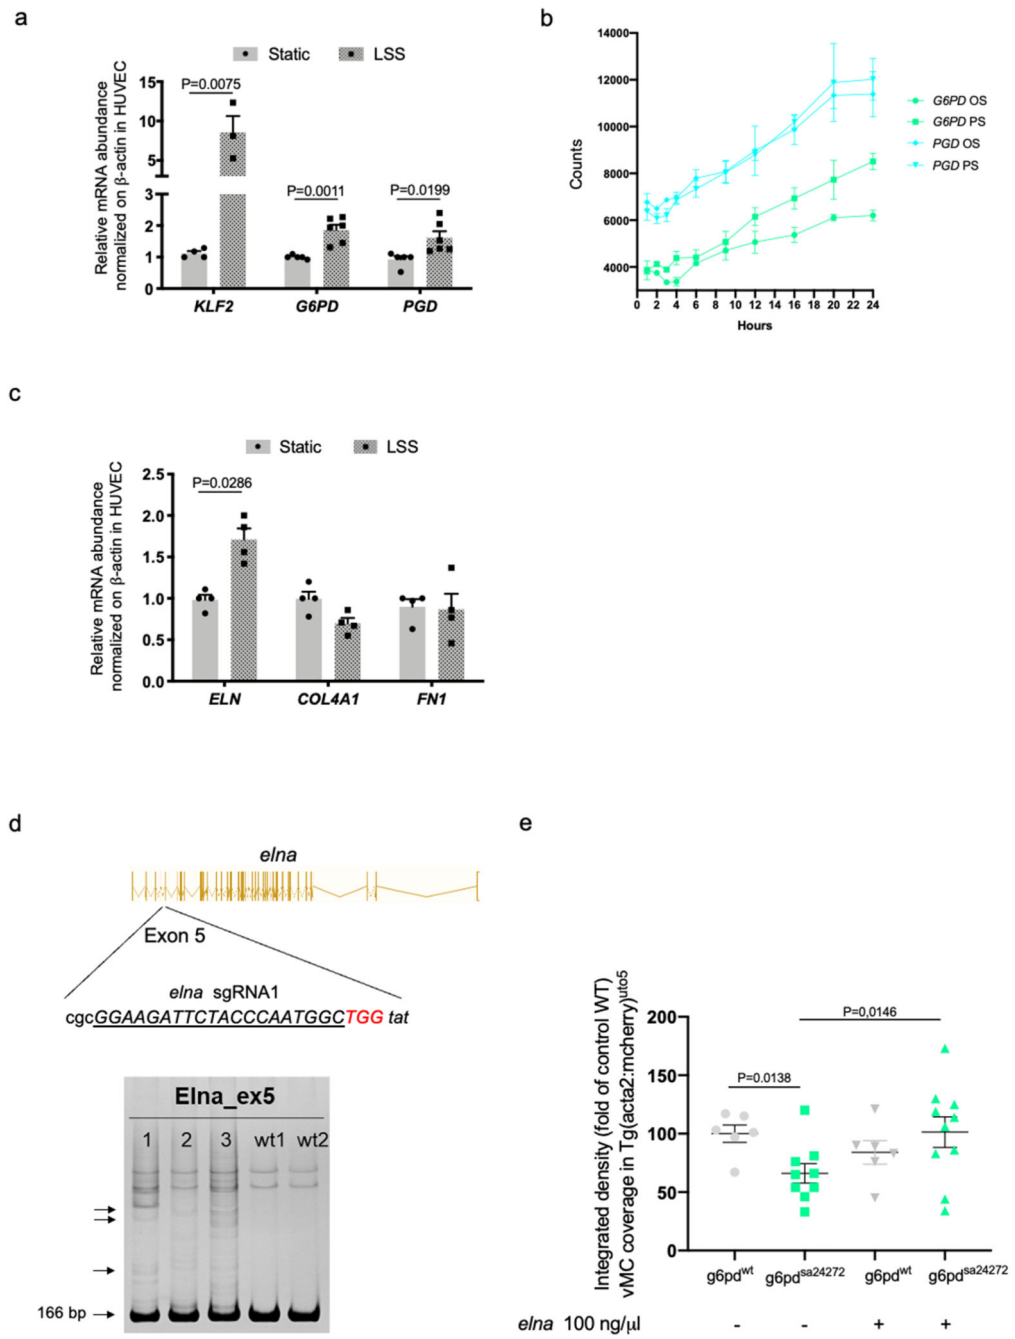 a
Static LSS
Relative mRNA abundance
normalized on β-actin in HUVEC
15
10
5
3
2
1
0
P=0.0075
P=0.0011
P=0.0199
KLF2 G6PD PGD
b
Counts
14000
12000
10000
8000
6000
4000
0 1 2 4 6 8 10 12 14 16 18 20 22 24
Hours
G6PD OS
G6PD PS
PGD OS
PGD PS
c
Static LSS
Relative mRNA abundance
normalized on β-actin in HUVEC
2.5
2.0
1.5
1.0
0.5
0.0
P=0.0286
ELN COL4A1 FN1
d
elna
Exon 5
elna sgRNA1
cgcGGAAGATTCTACCCAATGGCTGG tat
Elna_ex5
1 2 3 wt1 wt2
166 bp
e
Integrated density (fold of control WT)
vMC coverage in Tg(acta2:mcherry)uto5
200
150
100
50
0
P=0,0146
P=0.0138
g6pdwt g6pdsa24272 g6pdwt g6pdsa24272
elna 100 ng/µl - - + +